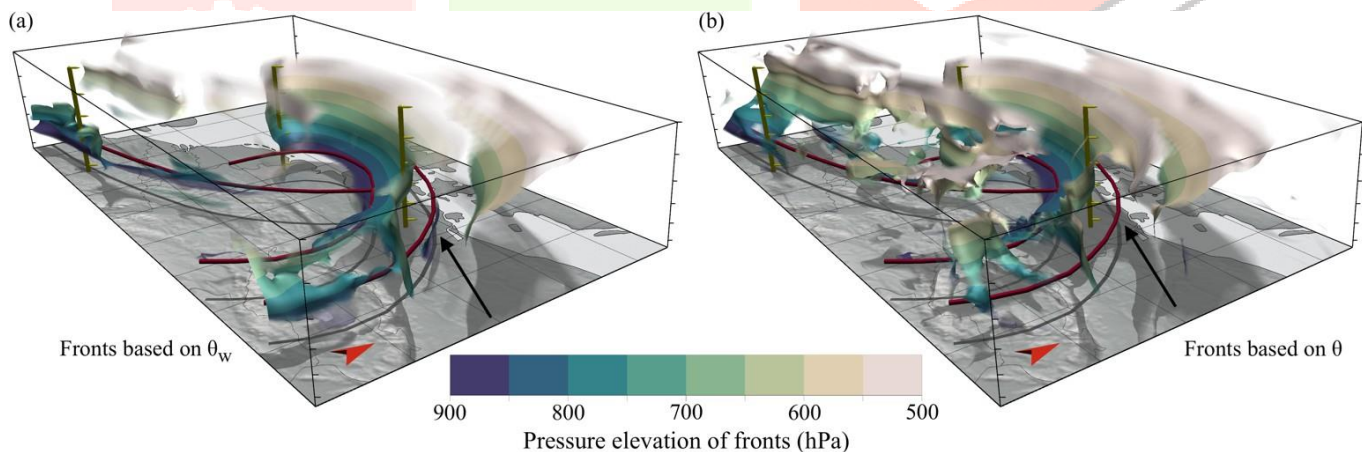 (a)
(b)
Fronts based on θw
Fronts based on θ
900 800 700 600 500
Pressure elevation of fronts (hPa)